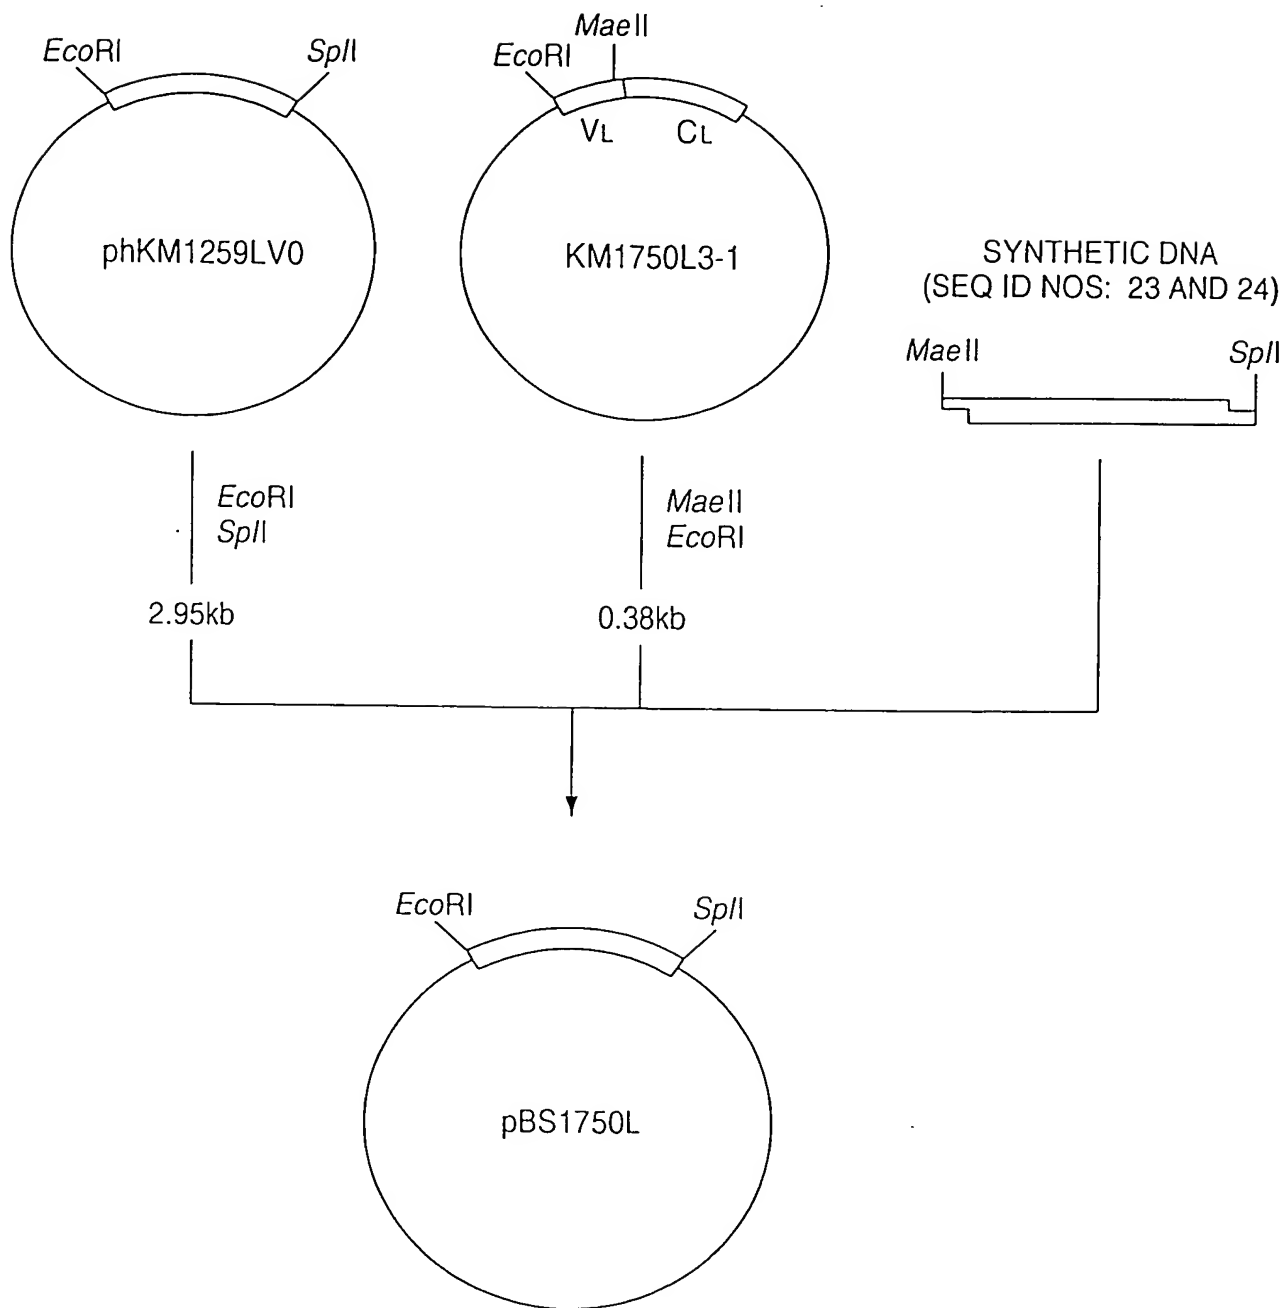 EcoRI
SplI
phKM1259LV0
EcoRI
SplI
2.95kb
MaeII
EcoRI
VL
CL
KM1750L3-1
MaeII
EcoRI
0.38kb
SYNTHETIC DNA
(SEQ ID NOS: 23 AND 24)
MaeII
SplI
EcoRI
SplI
pBS1750L